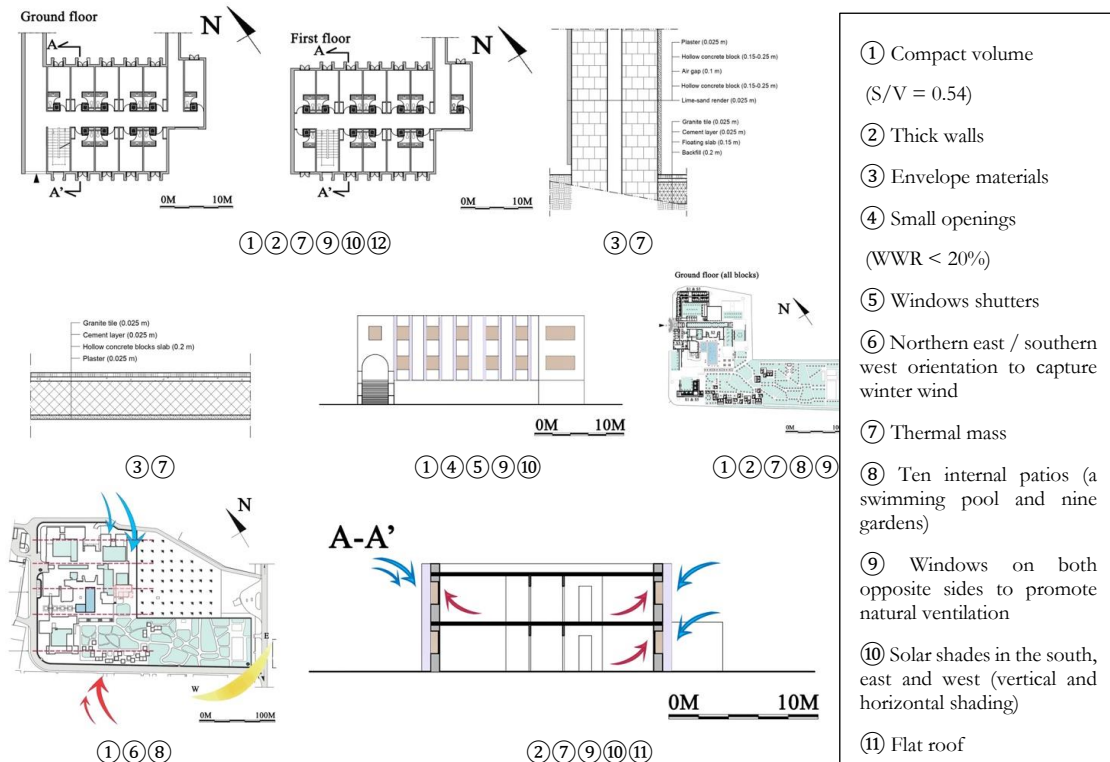 Ground floor
A
N
A'
0M 10M
First floor
A
N
A'
0M 10M
Plaster (0.025 m)
Hollow concrete block (0.15-0.25 m)
Air gap (0.1 m)
Hollow concrete block (0.15-0.25 m)
Lime-sand render (0.025 m)
Granite tile (0.025 m)
Cement layer (0.025 m)
Floating slab (0.15 m)
Backfill (0.2 m)
①②⑦⑨⑩⑫
③⑦
Granite tile (0.025 m)
Cement layer (0.025 m)
Hollow concrete blocks slab (0.2 m)
Plaster (0.025 m)
③⑦
0M 10M
①④⑤⑨⑩
Ground floor (all blocks)
N
0M
①②⑦⑧⑨
N
E
W
0M 100M
①⑥⑧
A-A'
0M 10M
②⑦⑨⑩⑪
① Compact volume
(S/V = 0.54)
② Thick walls
③ Envelope materials
④ Small openings
(WWR < 20%)
⑤ Windows shutters
⑥ Northern east / southern
west orientation to capture
winter wind
⑦ Thermal mass
⑧ Ten internal patios (a
swimming pool and nine
gardens)
⑨ Windows on both
opposite sides to promote
natural ventilation
⑩ Solar shades in the south,
east and west (vertical and
horizontal shading)
⑪ Flat roof